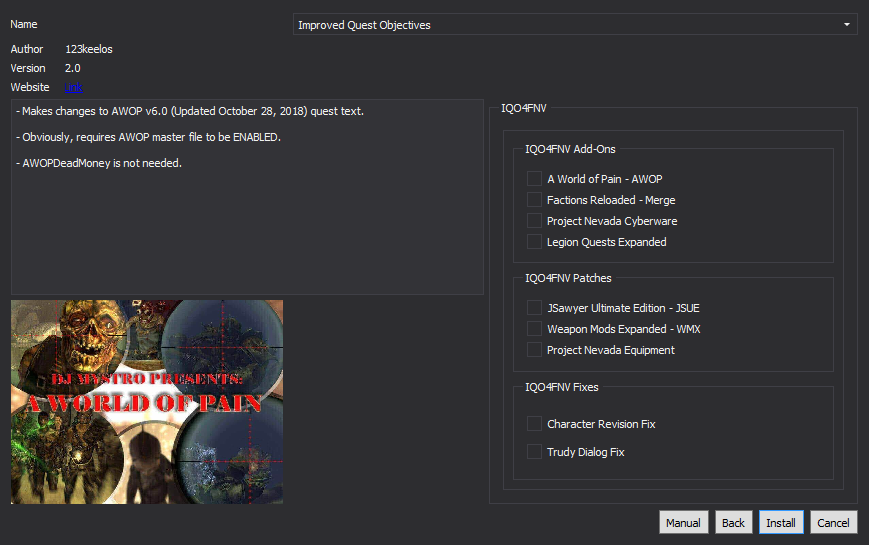 Name
Improved Quest Objectives
Author 123keelos
Version 2.0
Website Link
- Makes changes to AWOP v6.0 (Updated October 28, 2018) quest text.
- Obviously, requires AWOP master file to be ENABLED.
- AWOPDeadMoney is not needed.
DJ MYSTRO PRESENTS:
A WORLD OF PAIN
IQO4FNV
IQO4FNV Add-Ons
A World of Pain - AWOP
Factions Reloaded - Merge
Project Nevada Cyberware
Legion Quests Expanded
IQO4FNV Patches
JSawyer Ultimate Edition - JSUE
Weapon Mods Expanded - WMX
Project Nevada Equipment
IQO4FNV Fixes
Character Revision Fix
Trudy Dialog Fix
Manual Back Install Cancel